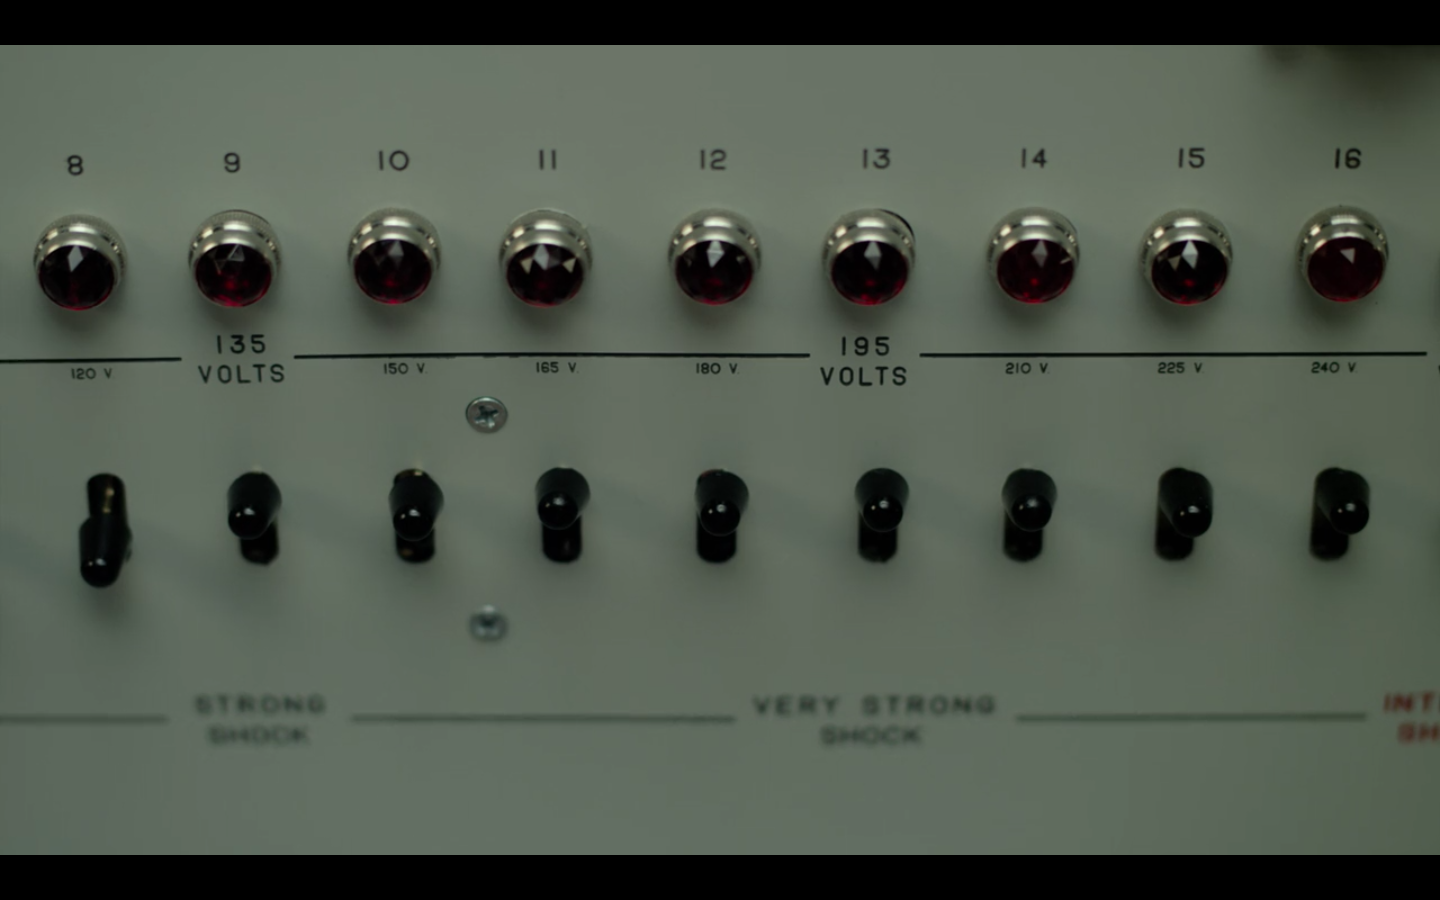 8 9 10 11 12 13 14 15 16
135 195
VOLTS VOLTS
120 V. 150 V. 165 V. 180 V. 210 V. 225 V. 240 V.
STRONG VERY STRONG
SHOCK SHOCK